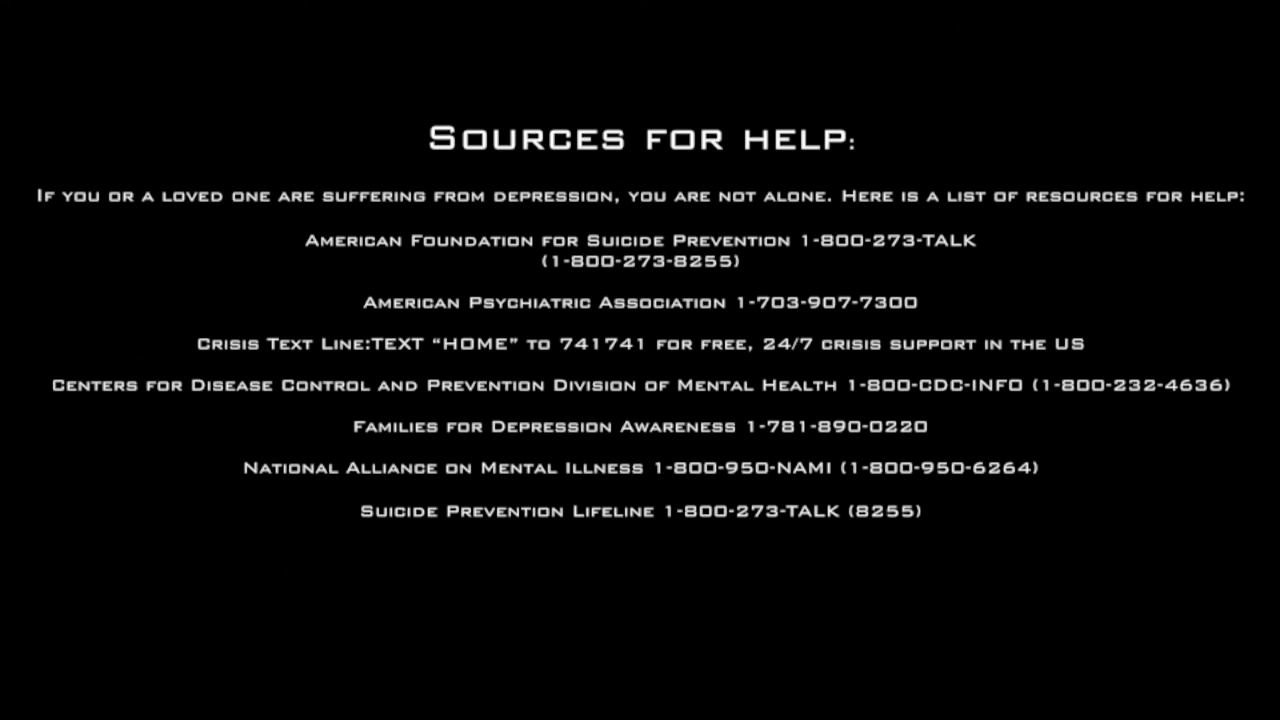 Sources for help:
If you or a loved one are suffering from depression, you are not alone. Here is a list of resources for help:
American Foundation for Suicide Prevention 1-800-273-TALK
(1-800-273-8255)
American Psychiatric Association 1-703-907-7300
Crisis Text Line:TEXT “HOME” to 741741 for free, 24/7 crisis support in the US
Centers for Disease Control and Prevention Division of Mental Health 1-800-CDC-INFO (1-800-232-4636)
Families for Depression Awareness 1-781-890-0220
National Alliance on Mental Illness 1-800-950-NAMI (1-800-950-6264)
Suicide Prevention Lifeline 1-800-273-TALK (8255)